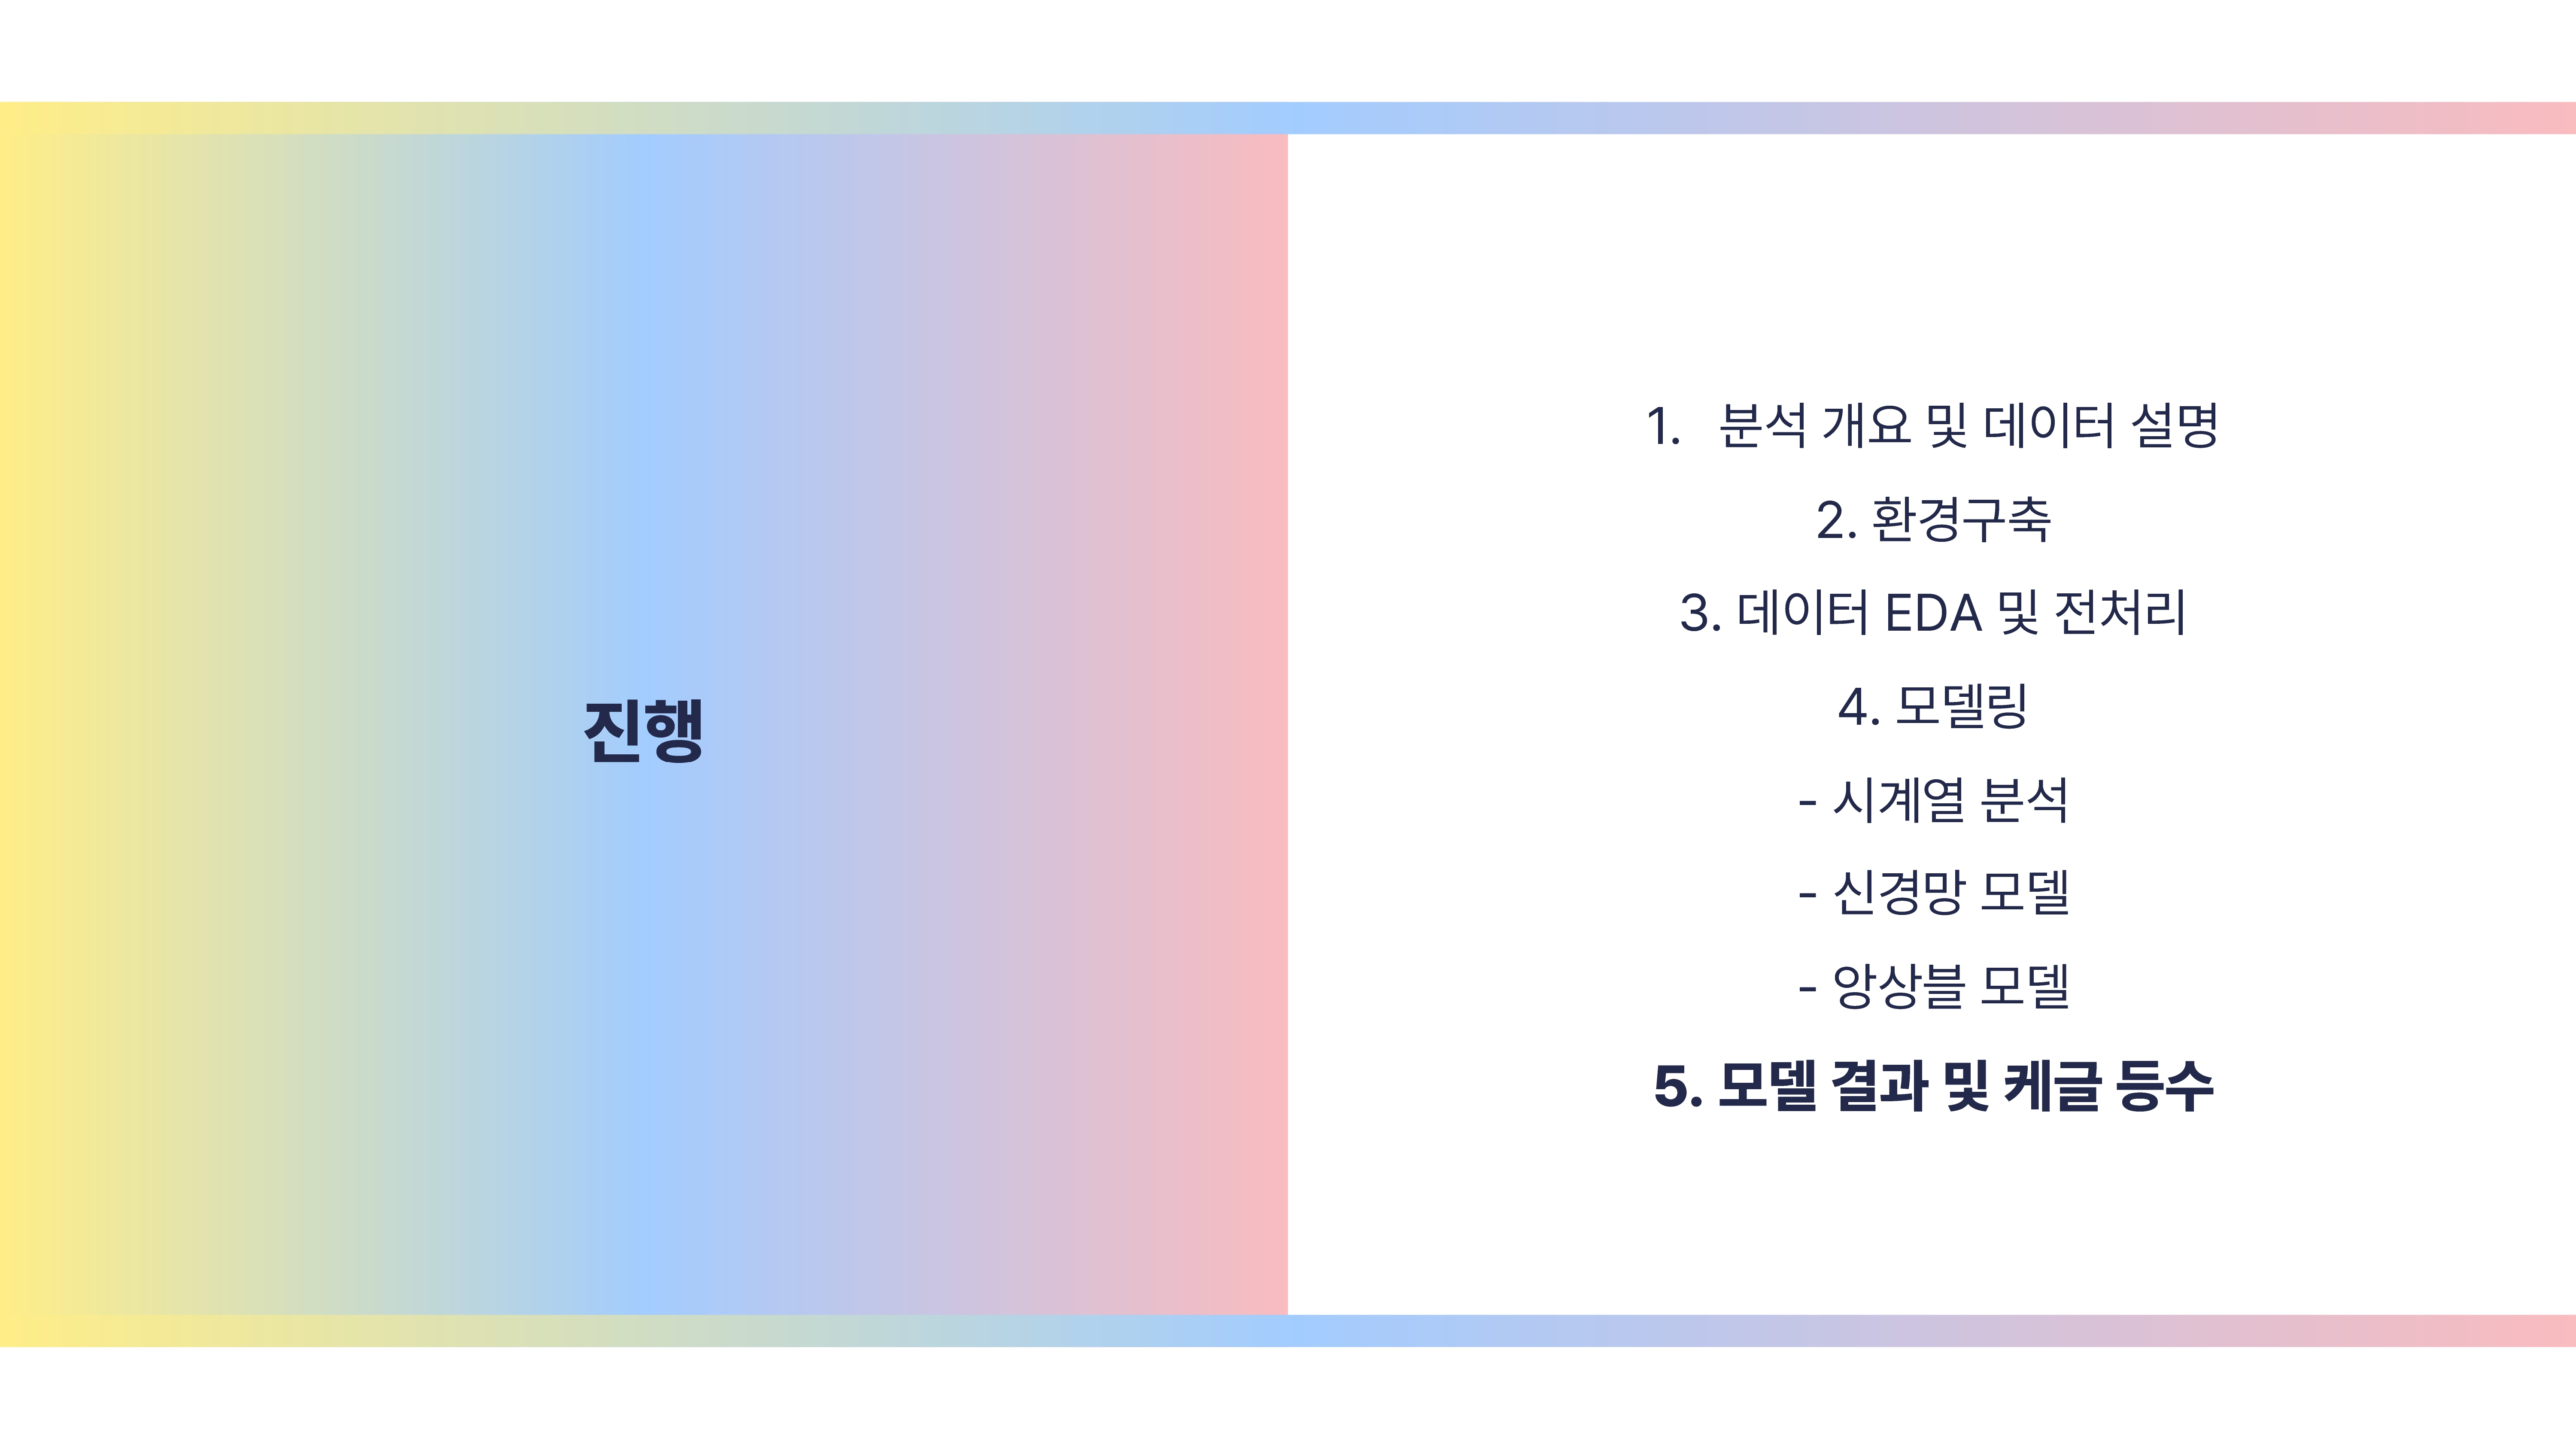 진행
1. 분석 개요 및 데이터 설명
2. 환경구축
3. 데이터 EDA 및 전처리
4. 모델링
- 시계열 분석
- 신경망 모델
- 앙상블 모델
5. 모델 결과 및 케글 등수